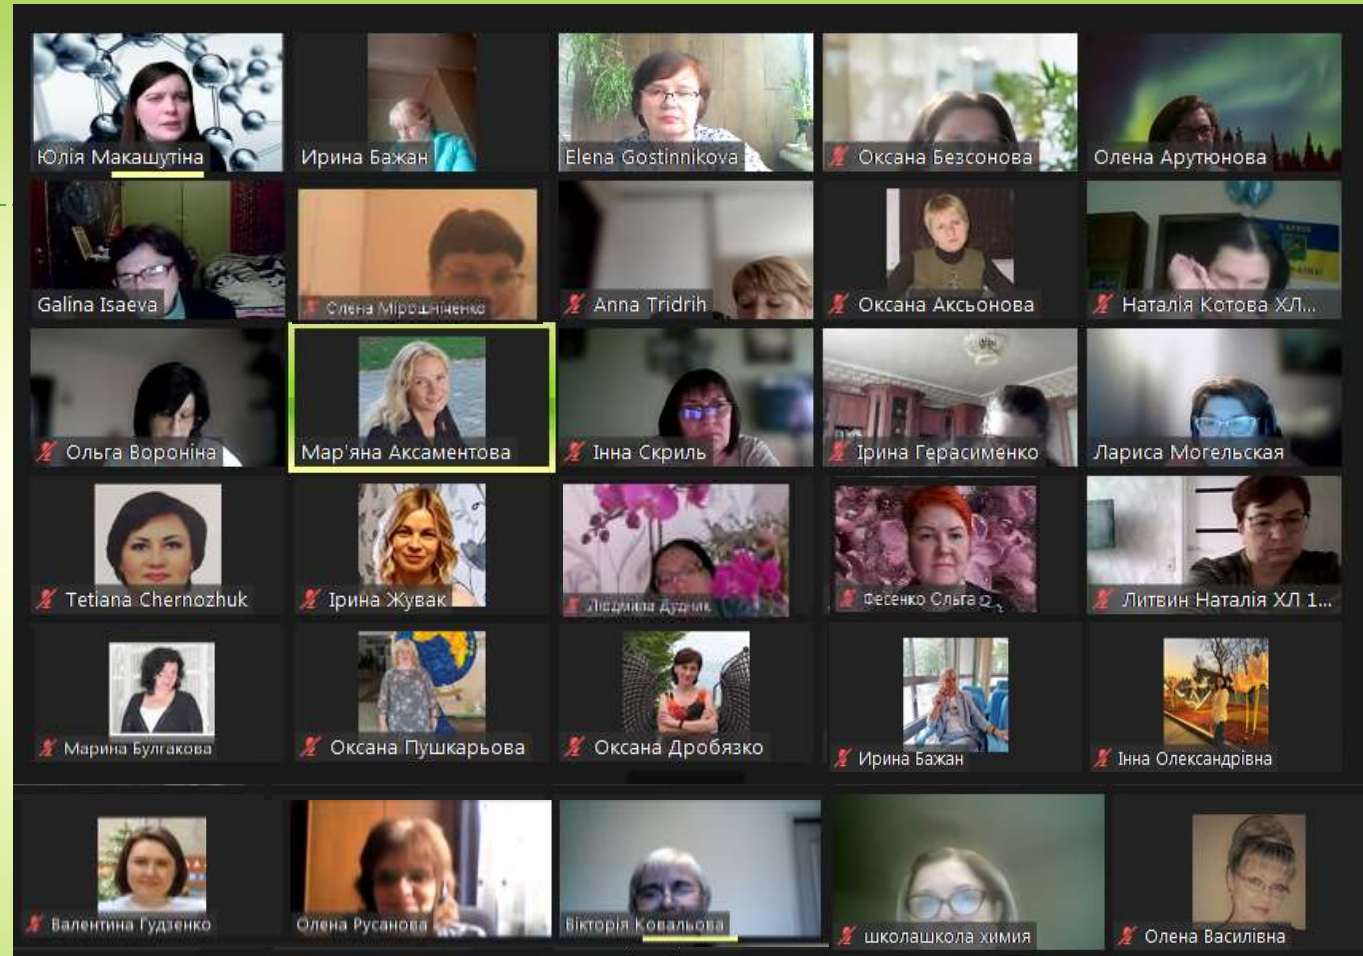 Юлія Макашутіна
Ирина Бажан
Elena Gostinnikova
Оксана Безсонова
Олена Арутюнова
Galina Isaeva
Олена Мірошніченко
Anna Tridrih
Оксана Аксьонова
Наталія Котова ХЛ...
Ольга Вороніна
Мар'яна Аксаментова
Інна Скриль
Ірина Герасименко
Лариса Могельская
Tetiana Chernozhuk
Ірина Жувак
Людмила Дудник
Фесенко Ольга
Литвин Наталія ХЛ 1...
Марина Булгакова
Оксана Пушкарьова
Оксана Дробязко
Ирина Бажан
Інна Олександрівна
Валентина Гудзенко
Олена Русанова
Вікторія Ковальова
школашкола химия
Олена Василівна